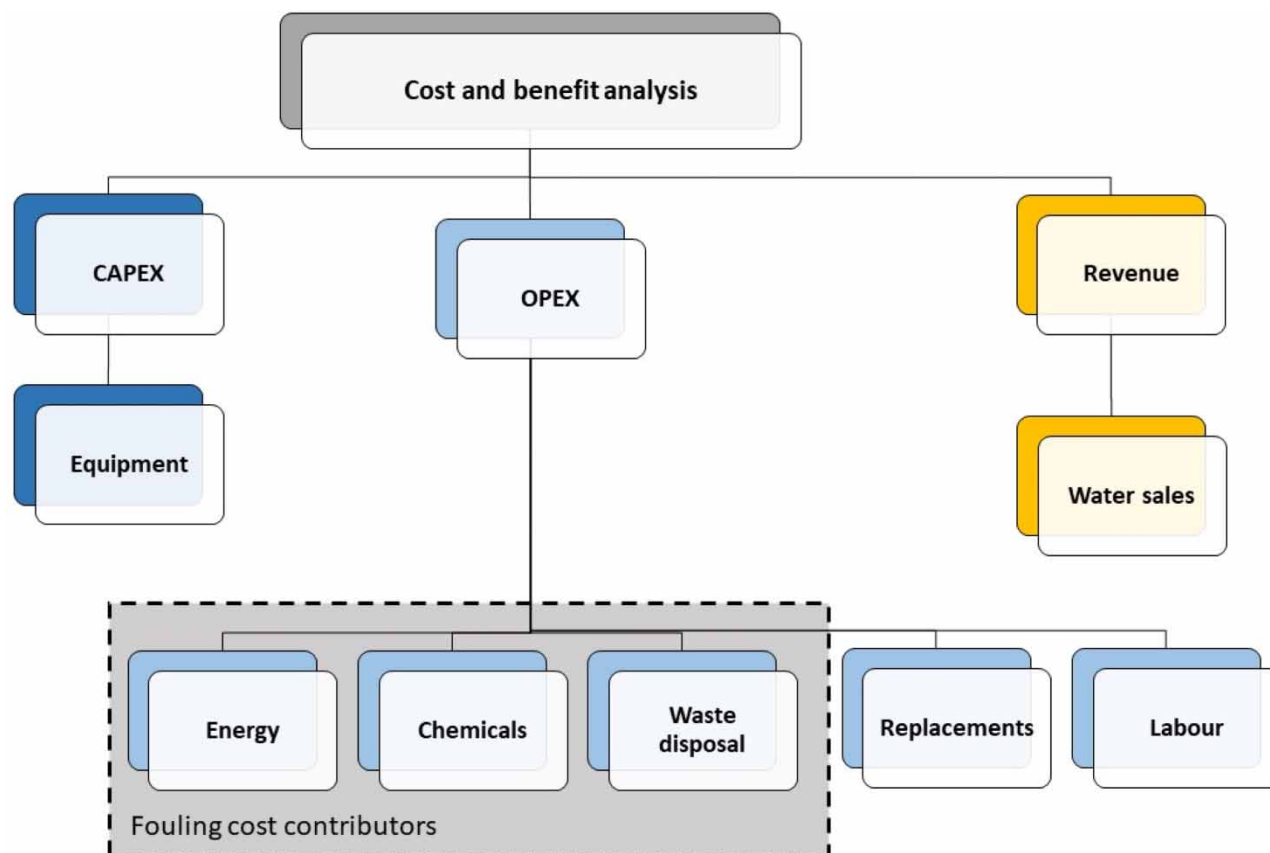 Cost and benefit analysis
CAPEX
OPEX
Revenue
Equipment
Water sales
Energy
Chemicals
Waste
disposal
Replacements
Labour
Fouling cost contributors